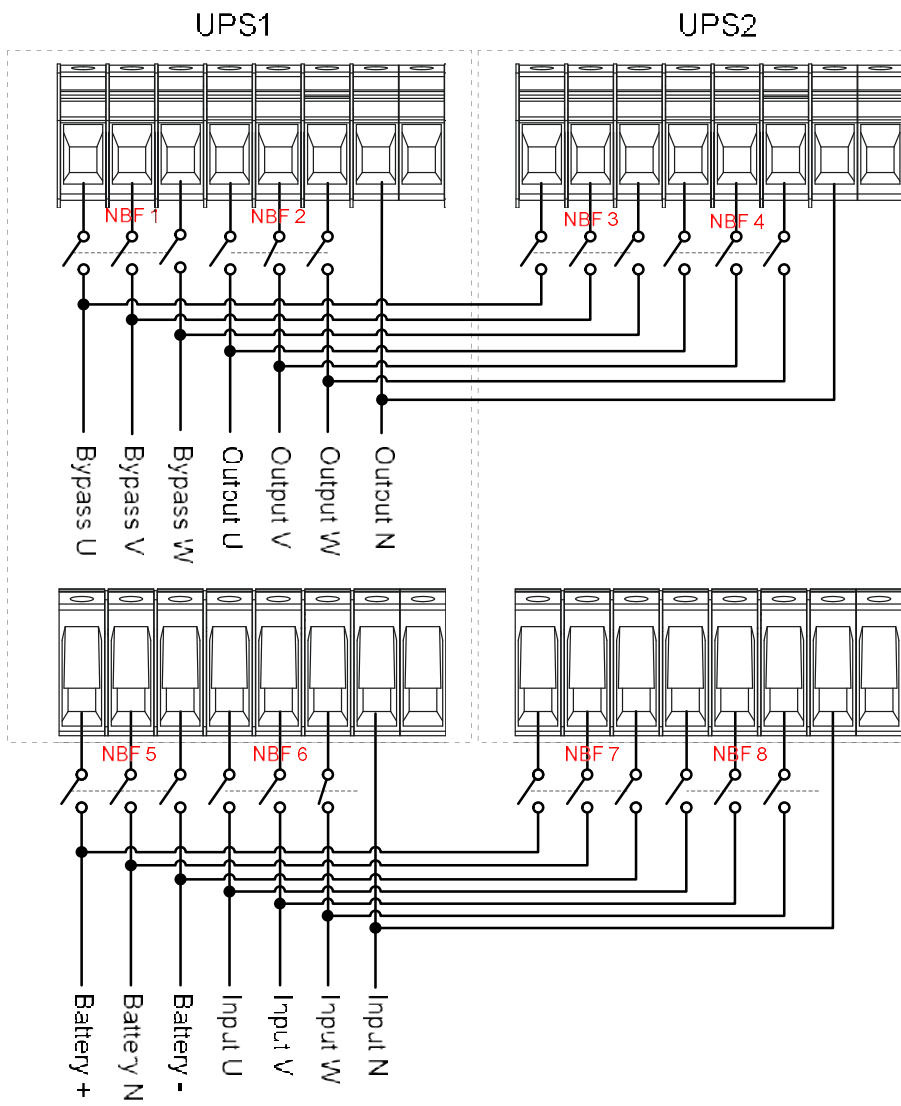 UPS1
UPS2
NBF 1
NBF 2
NBF 3
NBF 4
Bypass U
Bypass V
Bypass W
Output U
Output V
Output W
Output N
NBF 5
NBF 6
NBF 7
NBF 8
Battery +
Battery N
Battery -
Input U
Input V
Input W
Input N